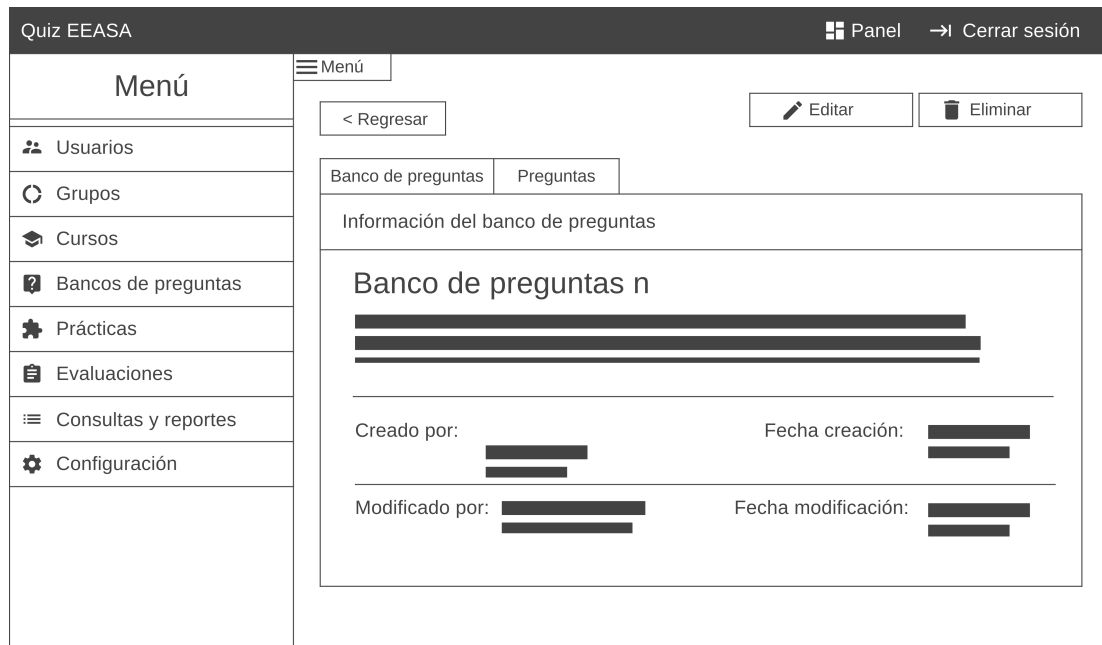 Quiz EEASA
Panel
Cerrar sesión
Menú
Usuarios
Grupos
Cursos
Bancos de preguntas
Prácticas
Evaluaciones
Consultas y reportes
Configuración
Menú
< Regresar
Editar
Eliminar
Banco de preguntas
Preguntas
Información del banco de preguntas
Banco de preguntas n
Creado por:
Fecha creación:
Modificado por:
Fecha modificación: